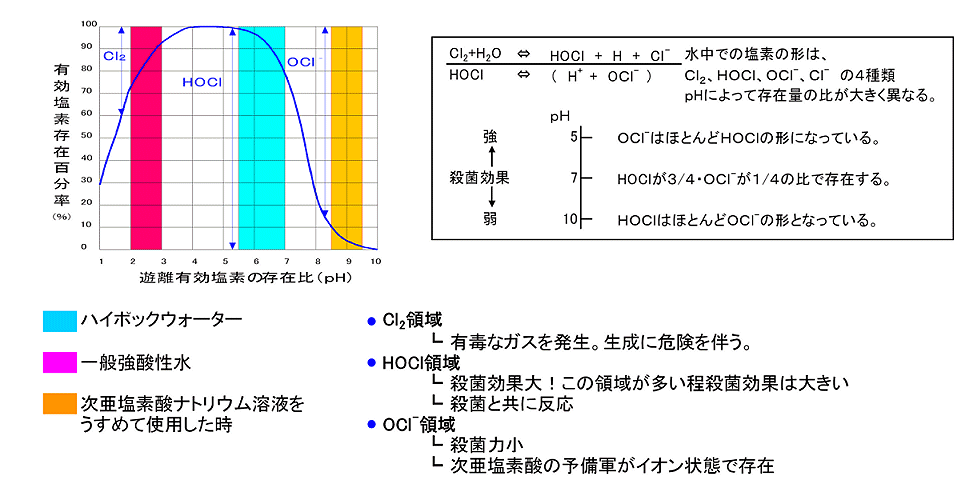 有効塩素存在百分率(%)
100
90
80
70
60
50
40
30
20
10
0
Cl₂
HOCl
OCl⁻
1 2 3 4 5 6 7 8 9 10
遊離有効塩素の存在比(pH)
Cl₂+H₂O ⇔ HOCl + H + Cl⁻
HOCl ⇔ ( H⁺ + OCl⁻ )
水中での塩素の形は、
Cl₂、HOCl、OCl⁻、Cl⁻ の4種類
pHによって存在量の比が大きく異なる。
pH
強 5 OCl⁻はほとんどHOClの形になっている。
殺菌効果 7 HOClが3/4・OCl⁻が1/4の比で存在する。
弱 10 HOClはほとんどOCl⁻の形となっている。
ハイボックウォーター
一般強酸性水
次亜塩素酸ナトリウム溶液を
うすめて使用した時
● Cl₂領域
┗ 有毒なガスを発生。生成に危険を伴う。
● HOCl領域
┗ 殺菌効果大!この領域が多い程殺菌効果は大きい
┗ 殺菌と共に反応
● OCl⁻領域
┗ 殺菌力小
┗ 次亜塩素酸の予備軍がイオン状態で存在